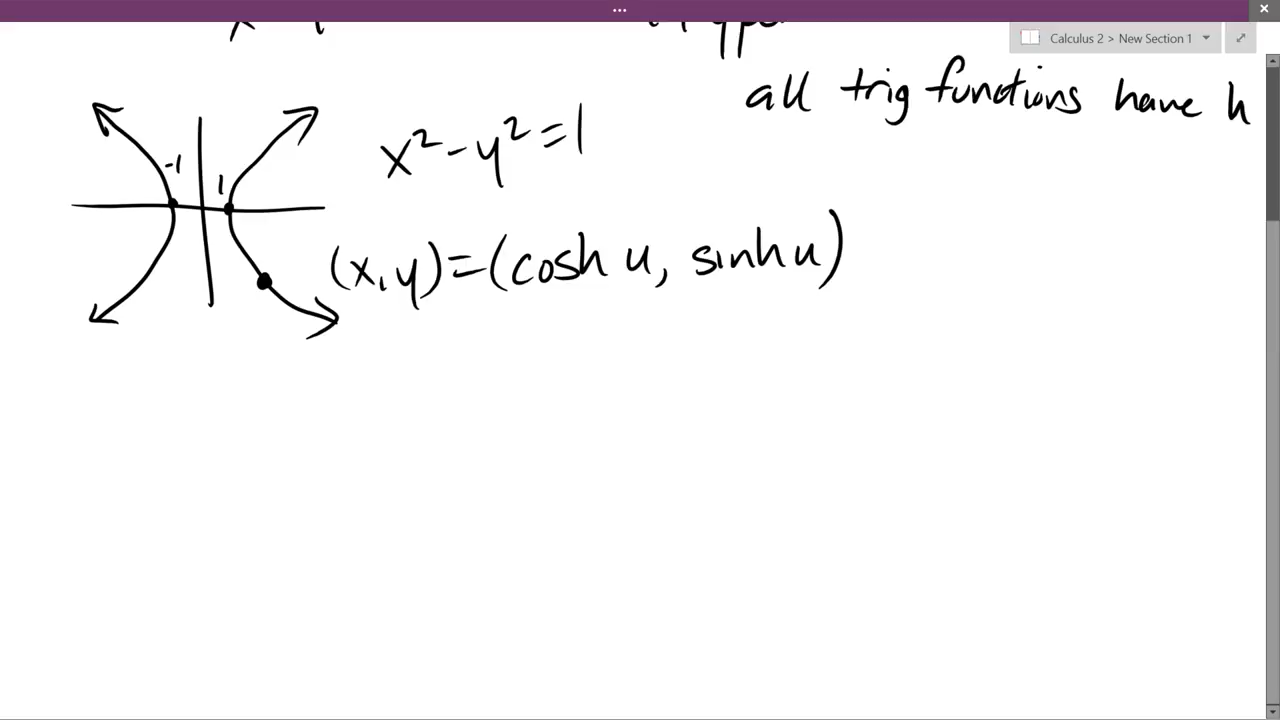 Calculus 2 > New Section 1
all trig functions have h
x² - y² = 1
-1
1
(x, y) = (cosh u, sinh u)